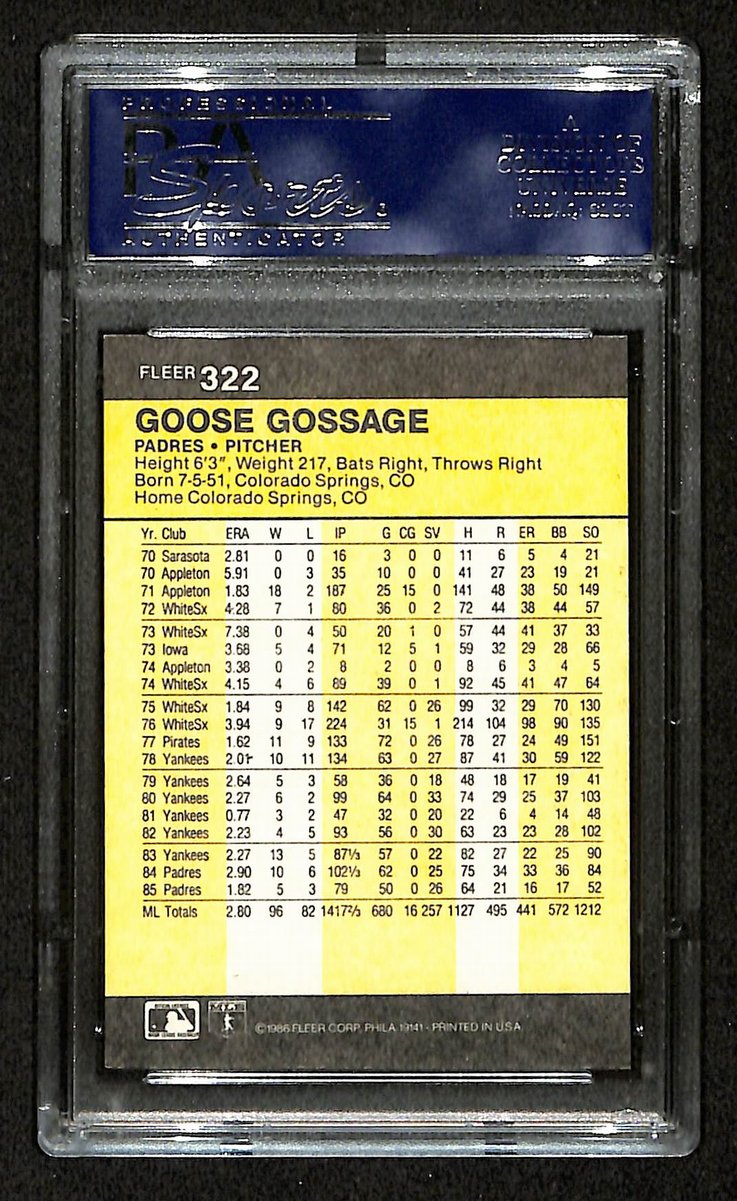 PROFESSIONAL
PSA
Sports
AUTHENTICATOR
A
DIVISION OF
COLLECTORS
UNIVERSE
NASDAQ: CLCT
FLEER 322
GOOSE GOSSAGE
PADRES • PITCHER
Height 6'3", Weight 217, Bats Right, Throws Right
Born 7-5-51, Colorado Springs, CO
Home Colorado Springs, CO
Yr. Club ERA W L IP G CG SV H R ER BB SO
70 Sarasota 2.81 0 0 16 3 0 0 11 6 5 4 21
70 Appleton 5.91 0 3 35 10 0 0 41 27 23 19 21
71 Appleton 1.83 18 2 187 25 15 0 141 48 38 50 149
72 WhiteSx 4.28 7 1 80 36 0 2 72 44 38 44 57
73 WhiteSx 7.38 0 4 50 20 1 0 57 44 41 37 33
73 Iowa 3.68 5 4 71 12 5 1 59 32 29 28 66
74 Appleton 3.38 0 2 8 2 0 0 8 6 3 4 5
74 WhiteSx 4.15 4 6 89 39 0 1 92 45 41 47 64
75 WhiteSx 1.84 9 8 142 62 0 26 99 32 29 70 130
76 WhiteSx 3.94 9 17 224 31 15 1 214 104 98 90 135
77 Pirates 1.62 11 9 133 72 0 26 78 27 24 49 151
78 Yankees 2.01 10 11 134 63 0 27 87 41 30 59 122
79 Yankees 2.64 5 3 58 36 0 18 48 18 17 19 41
80 Yankees 2.27 6 2 99 64 0 33 74 29 25 37 103
81 Yankees 0.77 3 2 47 32 0 20 22 6 4 14 48
82 Yankees 2.23 4 5 93 56 0 30 63 23 23 28 102
83 Yankees 2.27 13 5 87⅓ 57 0 22 82 27 22 25 90
84 Padres 2.90 10 6 102⅓ 62 0 25 75 34 33 36 84
85 Padres 1.82 5 3 79 50 0 26 64 21 16 17 52
ML Totals 2.80 96 82 1417⅔ 680 16 257 1127 495 441 572 1212
©1986 FLEER CORP. PHILA. 19141 - PRINTED IN U.S.A.